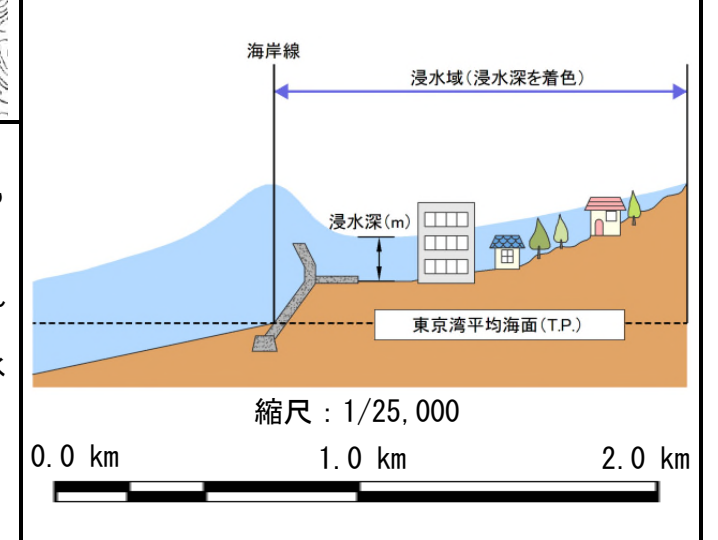 海岸線
浸水域(浸水深を着色)
浸水深(m)
東京湾平均海面(T.P.)
縮尺：1/25,000
0.0 km 1.0 km 2.0 km